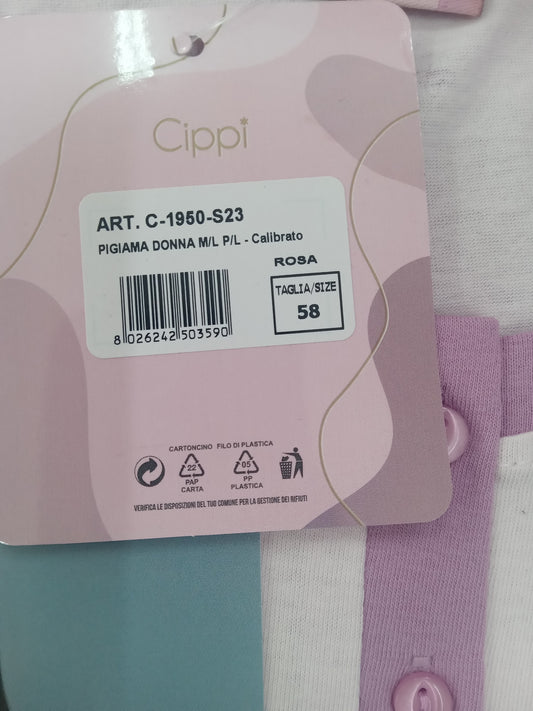 Cippi
ART. C-1950-S23
PIGIAMA DONNA M/L P/L - Calibrato
ROSA
TAGLIA/SIZE
58
8 026242 503590
CARTONCINO FILO DI PLASTICA
22 05
PAP PP
CARTA PLASTICA
VERIFICA LE DISPOSIZIONI DEL TUO COMUNE PER LA GESTIONE DEI RIFIUTI